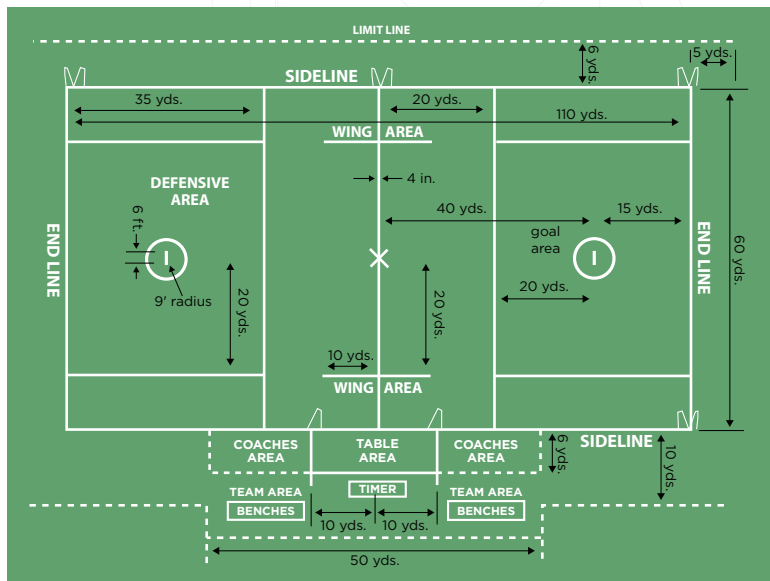 LIMIT LINE
6 yds.
5 yds.
SIDELINE
35 yds.
20 yds.
110 yds.
WING AREA
DEFENSIVE
AREA
4 in.
6 ft.
40 yds.
15 yds.
goal
area
END LINE
END LINE
60 yds.
9' radius
20 yds.
20 yds.
20 yds.
10 yds.
WING AREA
COACHES
AREA
TABLE
AREA
COACHES
AREA
6 yds.
SIDELINE
10 yds.
TEAM AREA
BENCHES
TIMER
TEAM AREA
BENCHES
10 yds.
10 yds.
50 yds.